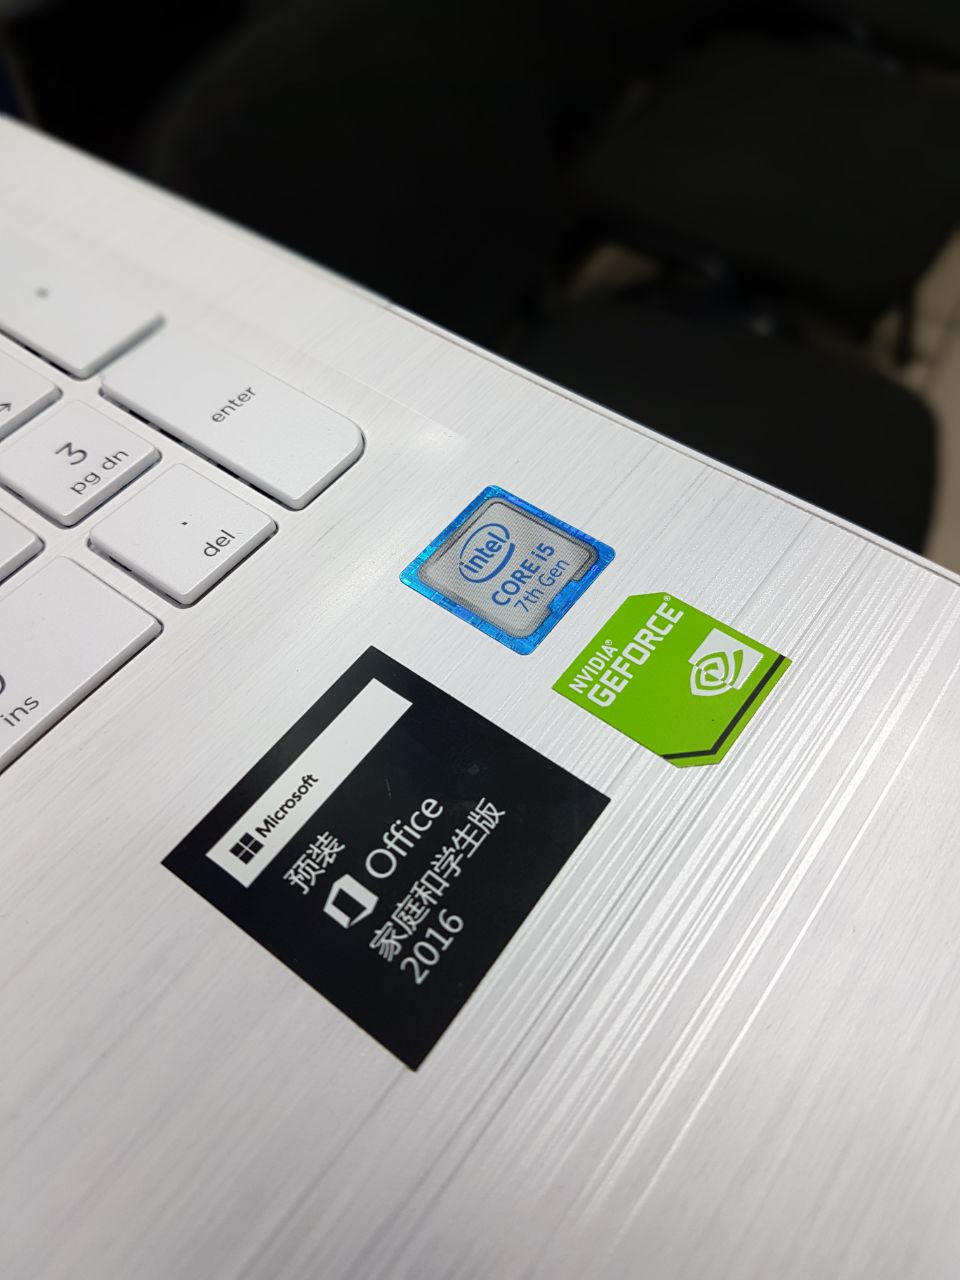 enter
3
pg dn
.
del
ins
intel
CORE i5
7th Gen
NVIDIA®
GEFORCE®
Microsoft
预装
Office
家庭和学生版
2016